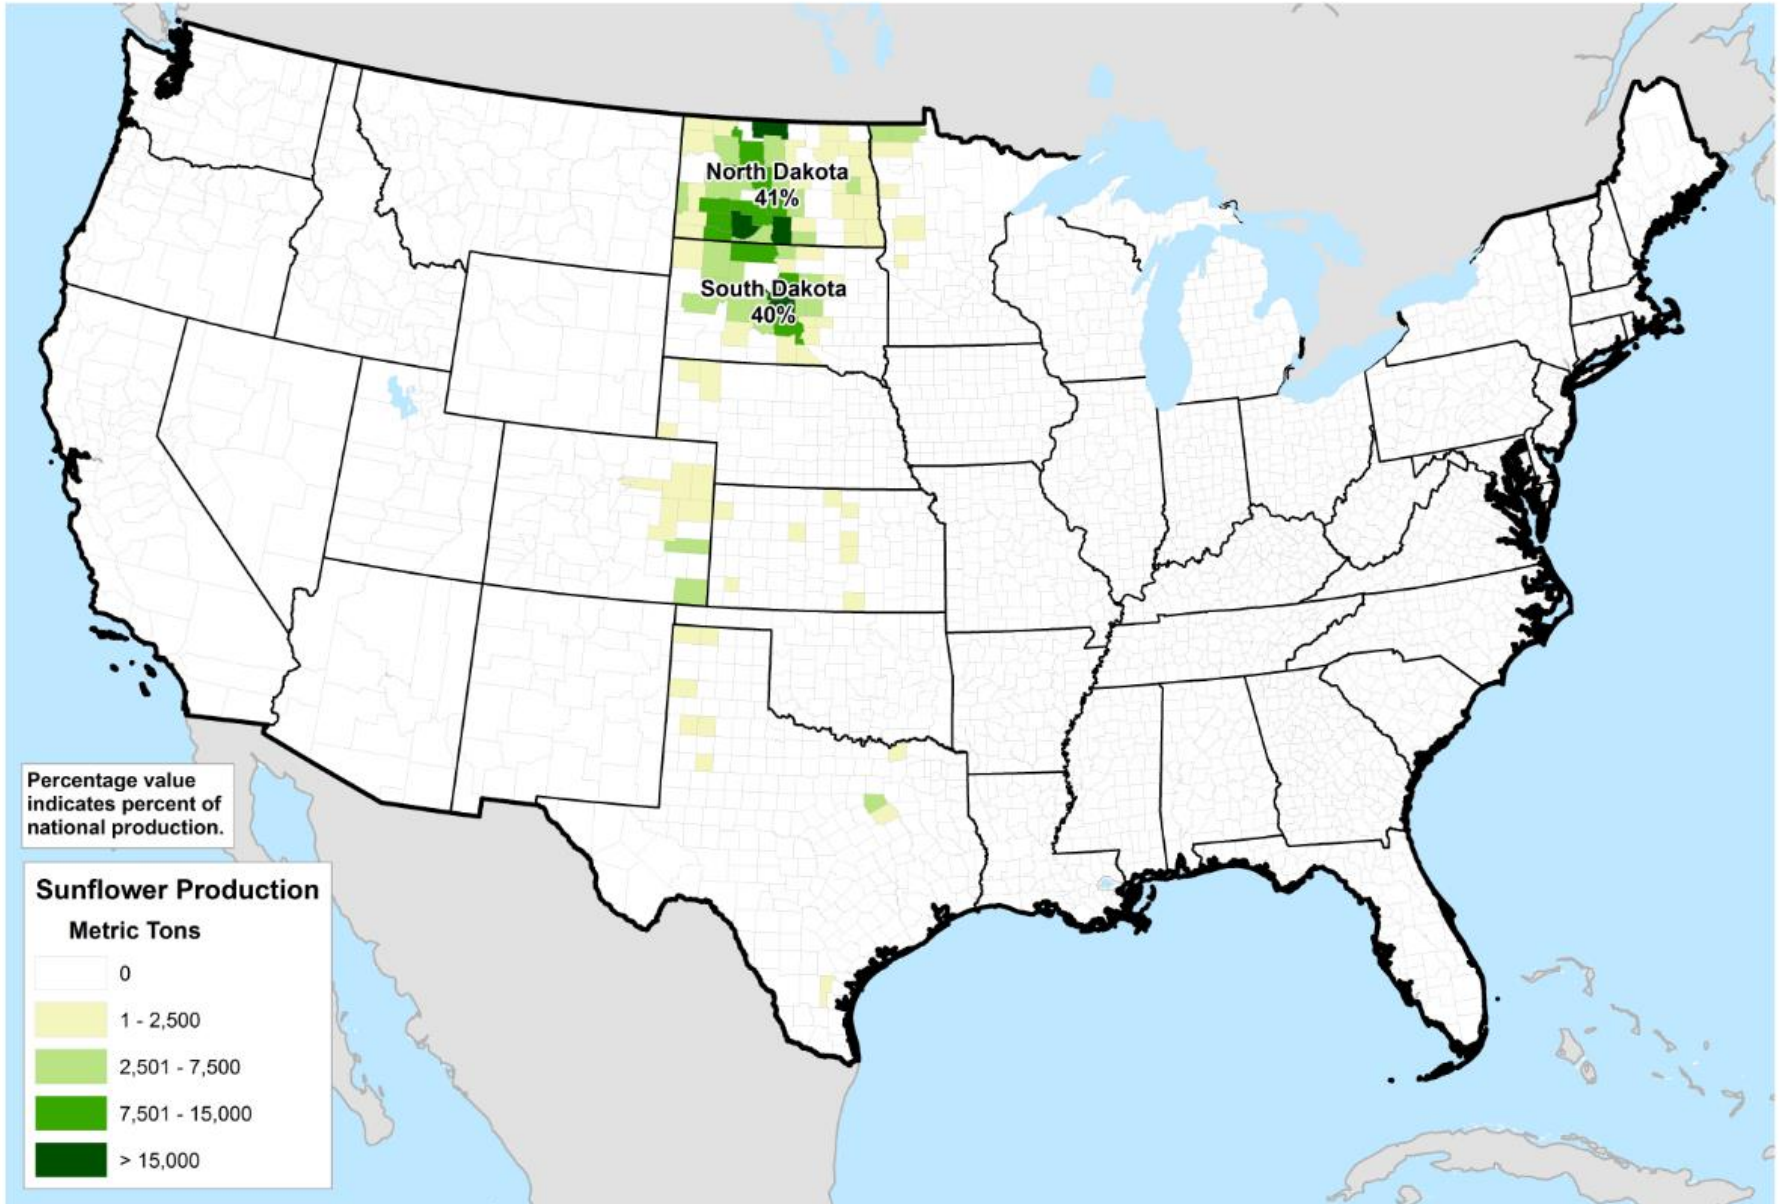 North Dakota
41%
South Dakota
40%
Percentage value
indicates percent of
national production.
Sunflower Production
Metric Tons
0
1 - 2,500
2,501 - 7,500
7,501 - 15,000
> 15,000